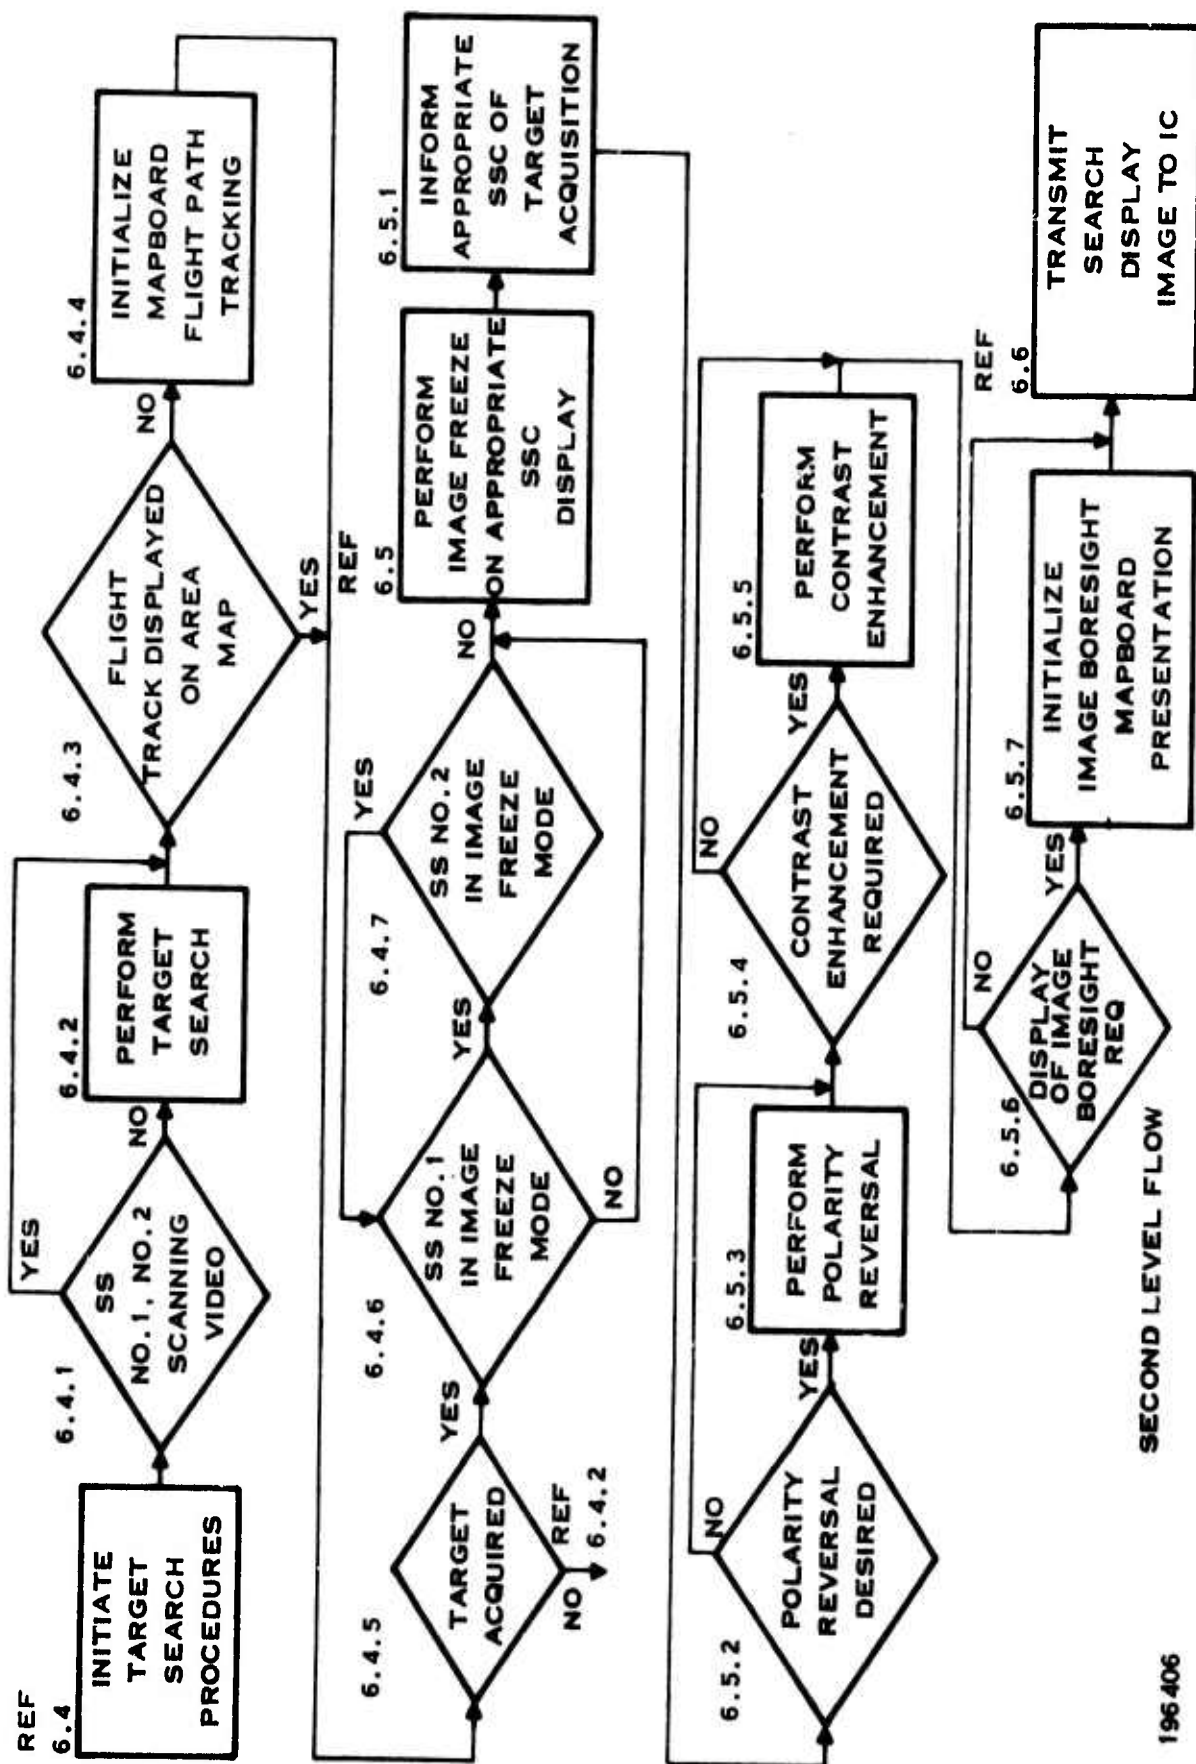 REF
6.4
INITIATE
TARGET
SEARCH
PROCEDURES
6.4.1
SS
NO.1, NO.2
SCANNING
VIDEO
YES
NO
6.4.2
PERFORM
TARGET
SEARCH
6.4.3
FLIGHT
TRACK DISPLAYED
ON AREA
MAP
NO
YES
6.4.4
INITIALIZE
MAPBOARD
FLIGHT PATH
TRACKING
6.4.5
TARGET
ACQUIRED
YES
NO
REF
6.4.2
6.4.6
SS NO.1
IN IMAGE
FREEZE
MODE
YES
NO
6.4.7
SS NO.2
IN IMAGE
FREEZE
MODE
YES
NO
REF
6.5
PERFORM
IMAGE FREEZE
ON APPROPRIATE
SSC
DISPLAY
6.5.1
INFORM
APPROPRIATE
SSC OF
TARGET
ACQUISITION
6.5.2
POLARITY
REVERSAL
DESIRED
NO
YES
6.5.3
PERFORM
POLARITY
REVERSAL
6.5.4
CONTRAST
ENHANCEMENT
REQUIRED
NO
YES
6.5.5
PERFORM
CONTRAST
ENHANCEMENT
6.5.6
DISPLAY
OF IMAGE
BORESIGHT
REQ
NO
YES
6.5.7
INITIALIZE
IMAGE BORESIGHT
MAPBOARD
PRESENTATION
REF
6.6
TRANSMIT
SEARCH
DISPLAY
IMAGE TO IC
SECOND LEVEL FLOW
196406